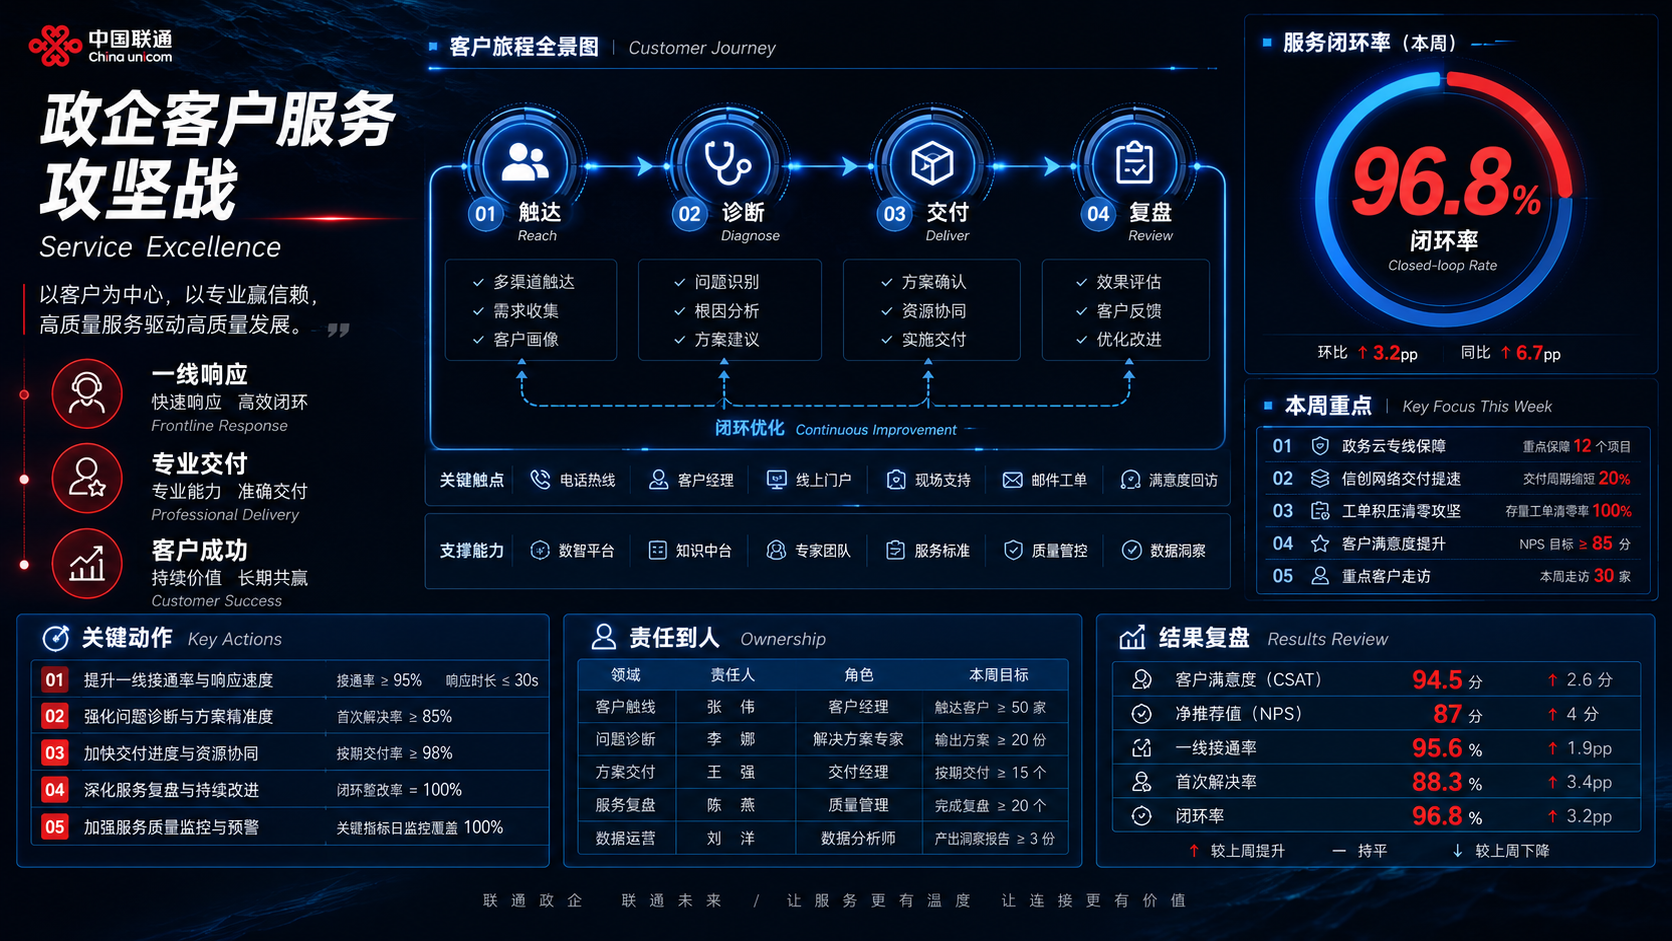 中国联通
China unicom
政企客户服务
攻坚战
Service Excellence
以客户为中心，以专业赢信赖，
高质量服务驱动高质量发展。”
一线响应
快速响应 高效闭环
Frontline Response
专业交付
专业能力 准确交付
Professional Delivery
客户成功
持续价值 长期共赢
Customer Success
客户旅程全景图 | Customer Journey
01 触达
Reach
✓ 多渠道触达
✓ 需求收集
✓ 客户画像
02 诊断
Diagnose
✓ 问题识别
✓ 根因分析
✓ 方案建议
03 交付
Deliver
✓ 方案确认
✓ 资源协同
✓ 实施交付
04 复盘
Review
✓ 效果评估
✓ 客户反馈
✓ 优化改进
闭环优化 Continuous Improvement
关键触点 电话热线 客户经理 线上门户 现场支持 邮件工单 满意度回访
支撑能力 数智平台 知识中台 专家团队 服务标准 质量管控 数据洞察
服务闭环率（本周）
96.8%
闭环率
Closed-loop Rate
环比 ↑ 3.2pp 同比 ↑ 6.7pp
本周重点 | Key Focus This Week
01 政务云专线保障 重点保障 12 个项目
02 信创网络交付提速 交付周期缩短 20%
03 工单积压清零攻坚 存量工单清零率 100%
04 客户满意度提升 NPS 目标 ≥ 85 分
05 重点客户走访 本周走访 30 家
关键动作 Key Actions
01 提升一线接通率与响应速度 接通率 ≥ 95% 响应时长 ≤ 30s
02 强化问题诊断与方案精准度 首次解决率 ≥ 85%
03 加快交付进度与资源协同 按期交付率 ≥ 98%
04 深化服务复盘与持续改进 闭环整改率 = 100%
05 加强服务质量监控与预警 关键指标日监控覆盖 100%
责任到人 Ownership
领域 责任人 角色 本周目标
客户触线 张 伟 客户经理 触达客户 ≥ 50 家
问题诊断 李 娜 解决方案专家 输出方案 ≥ 20 份
方案交付 王 强 交付经理 按期交付 ≥ 15 个
服务复盘 陈 燕 质量管理 完成复盘 ≥ 20 个
数据运营 刘 洋 数据分析师 产出洞察报告 ≥ 3 份
结果复盘 Results Review
客户满意度（CSAT） 94.5 分 ↑ 2.6 分
净推荐值（NPS） 87 分 ↑ 4 分
一线接通率 95.6 % ↑ 1.9pp
首次解决率 88.3 % ↑ 3.4pp
闭环率 96.8 % ↑ 3.2pp
↑ 较上周提升 — 持平 ↓ 较上周下降
联通政企 联通未来 / 让服务更有温度 让连接更有价值